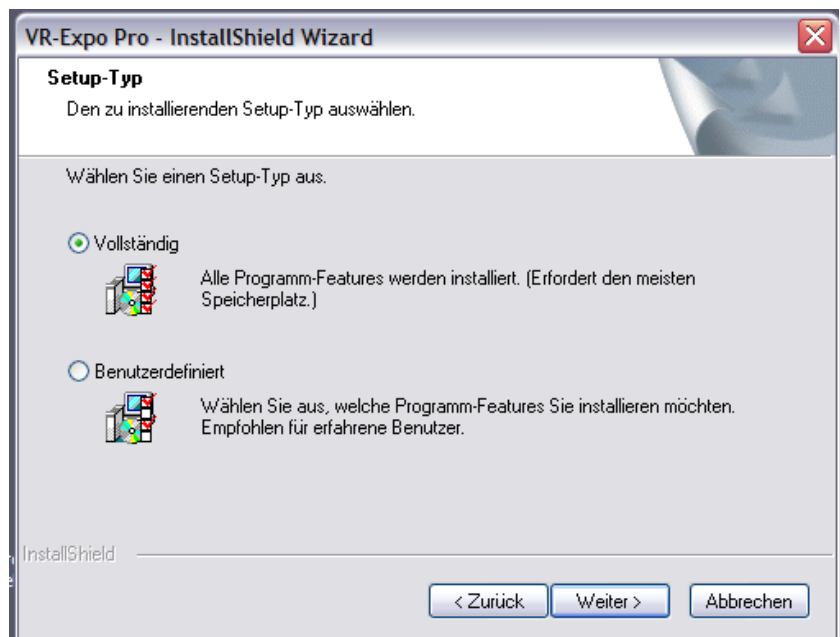 VR-Expo Pro - InstallShield Wizard
Setup-Typ
Den zu installierenden Setup-Typ auswählen.
Wählen Sie einen Setup-Typ aus.
Vollständig
Alle Programm-Features werden installiert. (Erfordert den meisten
Speicherplatz.)
Benutzerdefiniert
Wählen Sie aus, welche Programm-Features Sie installieren möchten.
Empfohlen für erfahrene Benutzer.
InstallShield
< Zurück Weiter > Abbrechen